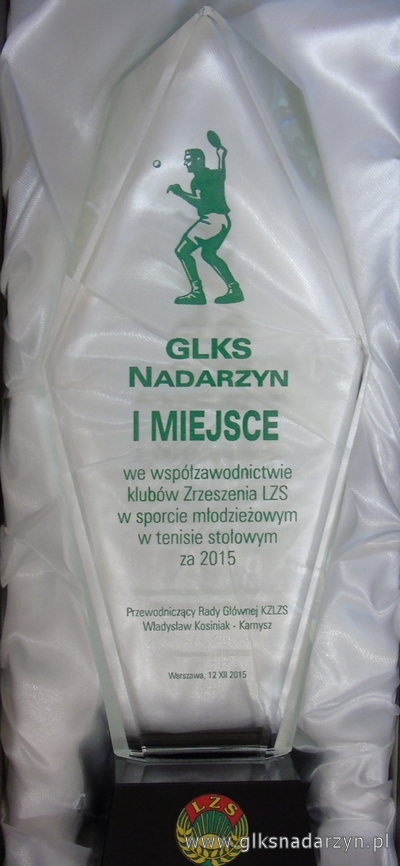 GLKS
NADARZYN
I MIEJSCE
we współzawodnictwie
klubów Zrzeszenia LZS
w sporcie młodzieżowym
w tenisie stołowym
za 2015
Przewodniczący Rady Głównej KZLZS
Władysław Kosiniak - Kamysz
Warszawa, 12 XII 2015
LZS
www.glksnadarzyn.pl